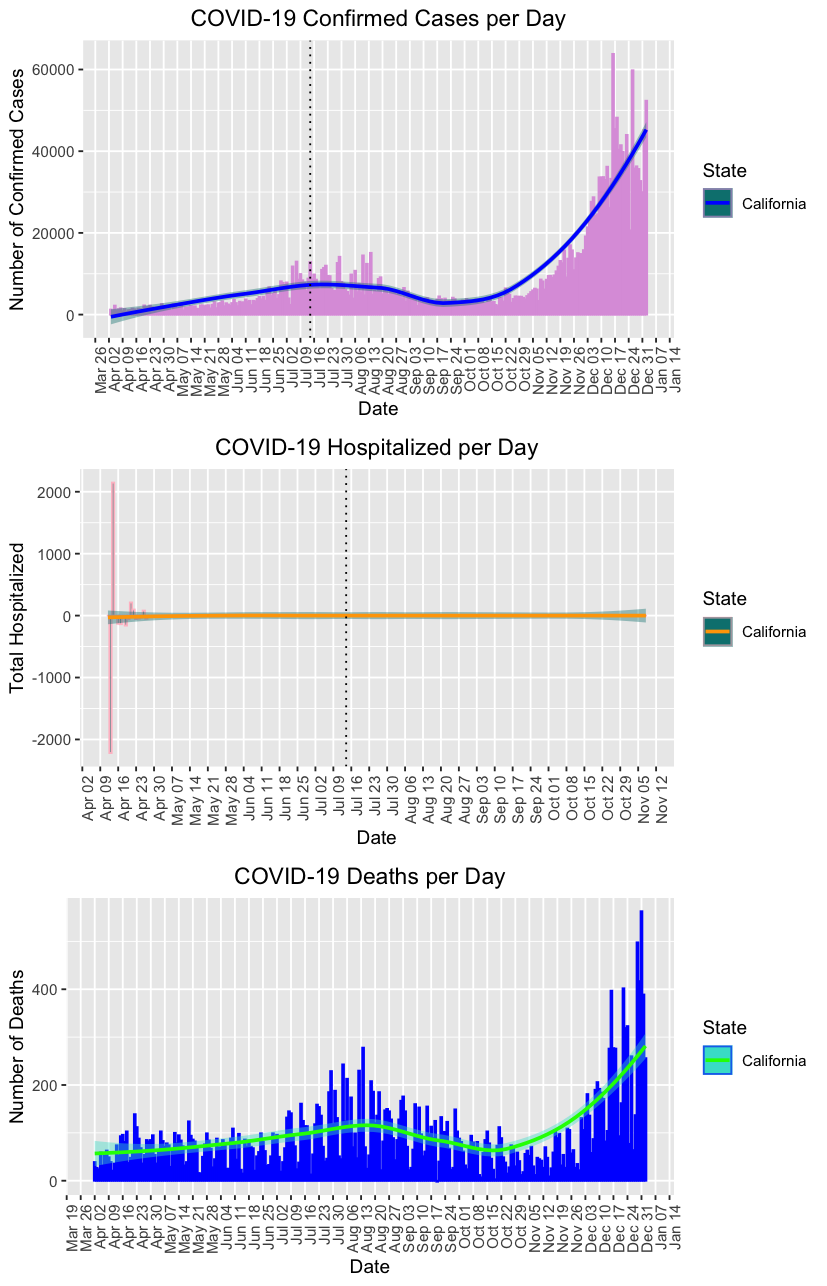 COVID-19 Confirmed Cases per Day
Number of Confirmed Cases
60000
40000
20000
0
Mar 26
Apr 02
Apr 09
Apr 16
Apr 23
Apr 30
May 07
May 14
May 21
May 28
Jun 04
Jun 11
Jun 18
Jun 25
Jul 02
Jul 09
Jul 16
Jul 23
Jul 30
Aug 06
Aug 13
Aug 20
Aug 27
Sep 03
Sep 10
Sep 17
Sep 24
Oct 01
Oct 08
Oct 15
Oct 22
Oct 29
Nov 05
Nov 12
Nov 19
Nov 26
Dec 03
Dec 10
Dec 17
Dec 24
Dec 31
Jan 07
Jan 14
Date
State
California
COVID-19 Hospitalized per Day
Total Hospitalized
2000
1000
0
-1000
-2000
Apr 02
Apr 09
Apr 16
Apr 23
Apr 30
May 07
May 14
May 21
May 28
Jun 04
Jun 11
Jun 18
Jun 25
Jul 02
Jul 09
Jul 16
Jul 23
Jul 30
Aug 06
Aug 13
Aug 20
Aug 27
Sep 03
Sep 10
Sep 17
Sep 24
Oct 01
Oct 08
Oct 15
Oct 22
Oct 29
Nov 05
Nov 12
Date
State
California
COVID-19 Deaths per Day
Number of Deaths
400
200
0
Mar 19
Mar 26
Apr 02
Apr 09
Apr 16
Apr 23
Apr 30
May 07
May 14
May 21
May 28
Jun 04
Jun 11
Jun 18
Jun 25
Jul 02
Jul 09
Jul 16
Jul 23
Jul 30
Aug 06
Aug 13
Aug 20
Aug 27
Sep 03
Sep 10
Sep 17
Sep 24
Oct 01
Oct 08
Oct 15
Oct 22
Oct 29
Nov 05
Nov 12
Nov 19
Nov 26
Dec 03
Dec 10
Dec 17
Dec 24
Dec 31
Jan 07
Jan 14
Date
State
California